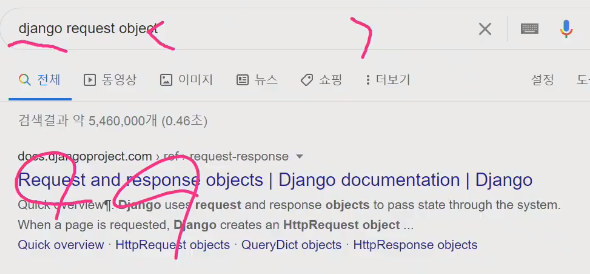 django request object
전체 동영상 이미지 뉴스 쇼핑 더보기 설정
검색결과 약 5,460,000개 (0.46초)
docs.djangoproject.com › ref › request-response
Request and response objects | Django documentation | Django
Quick overview¶. Django uses request and response objects to pass state through the system.
When a page is requested, Django creates an HttpRequest object ...
Quick overview · HttpRequest objects · QueryDict objects · HttpResponse objects